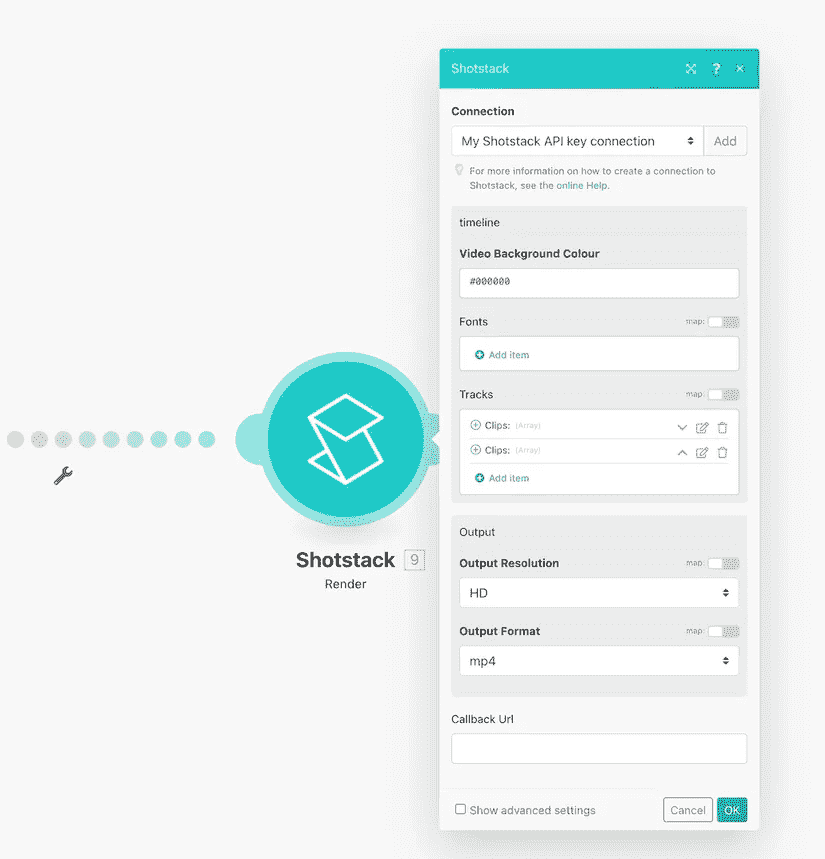 Shotstack
?
Connection
My Shotstack API key connection
Add
For more information on how to create a connection to
Shotstack, see the online Help.
timeline
Video Background Colour
#000000
Fonts
map:
Add item
Tracks
map:
Clips: (Array)
Clips: (Array)
Add item
Output
Output Resolution
map:
HD
Output Format
map:
mp4
Callback Url
Show advanced settings
Cancel
OK
Shotstack 9
Render